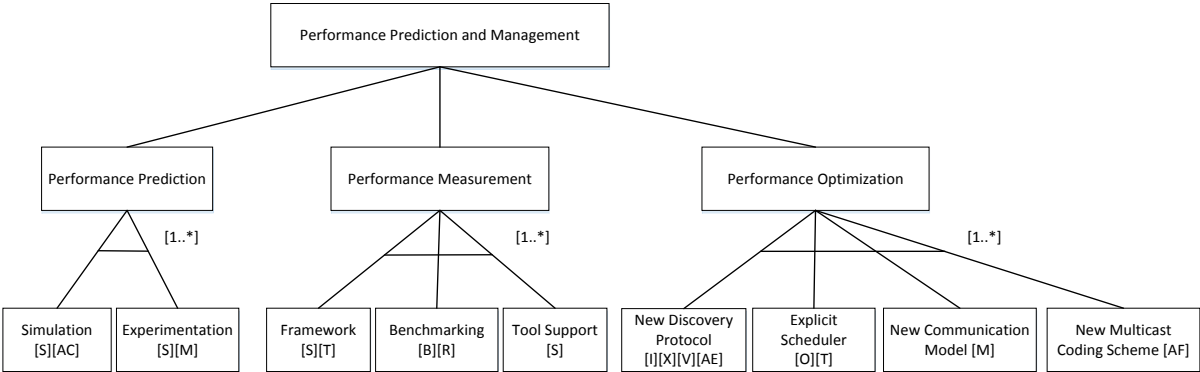 Performance Prediction and Management
Performance Prediction
Performance Measurement
Performance Optimization
[1..*]
[1..*]
[1..*]
Simulation
[S][AC]
Experimentation
[S][M]
Framework
[S][T]
Benchmarking
[B][R]
Tool Support
[S]
New Discovery
Protocol
[I][X][V][AE]
Explicit
Scheduler
[O][T]
New Communication
Model [M]
New Multicast
Coding Scheme [AF]